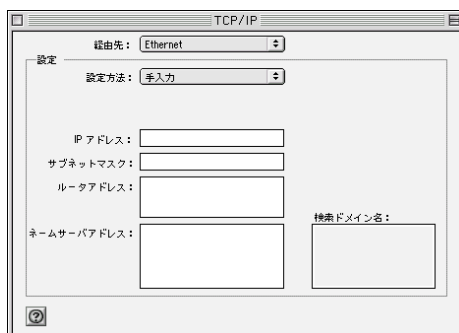 TCP/IP
経由先： Ethernet
設定
設定方法： 手入力
IP アドレス：
サブネットマスク：
ルータアドレス：
検索ドメイン名：
ネームサーバアドレス：
?